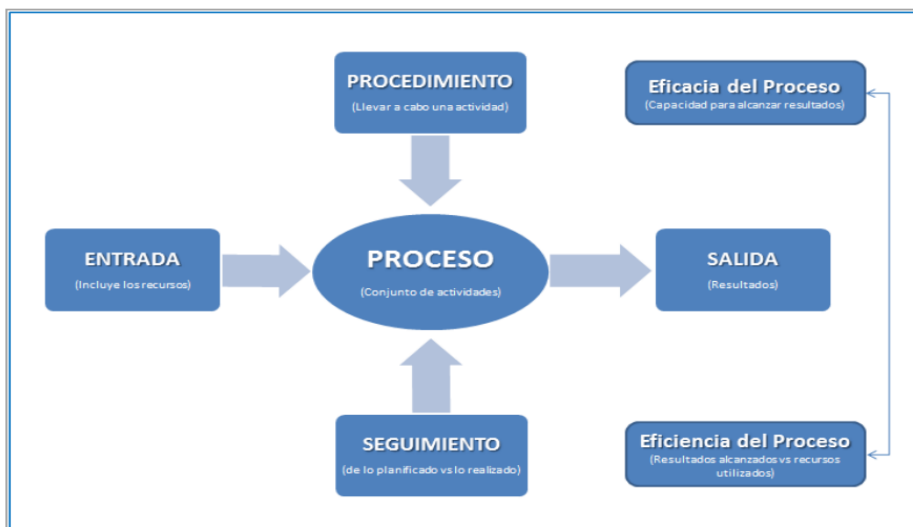 PROCEDIMIENTO
(Llevar a cabo una actividad)
Eficacia del Proceso
(Capacidad para alcanzar resultados)
ENTRADA
(Incluye los recursos)
PROCESO
(Conjunto de actividades)
SALIDA
(Resultados)
SEGUIMIENTO
(de lo planificado vs lo realizado)
Eficiencia del Proceso
(Resultados alcanzados vs recursos
utilizados)